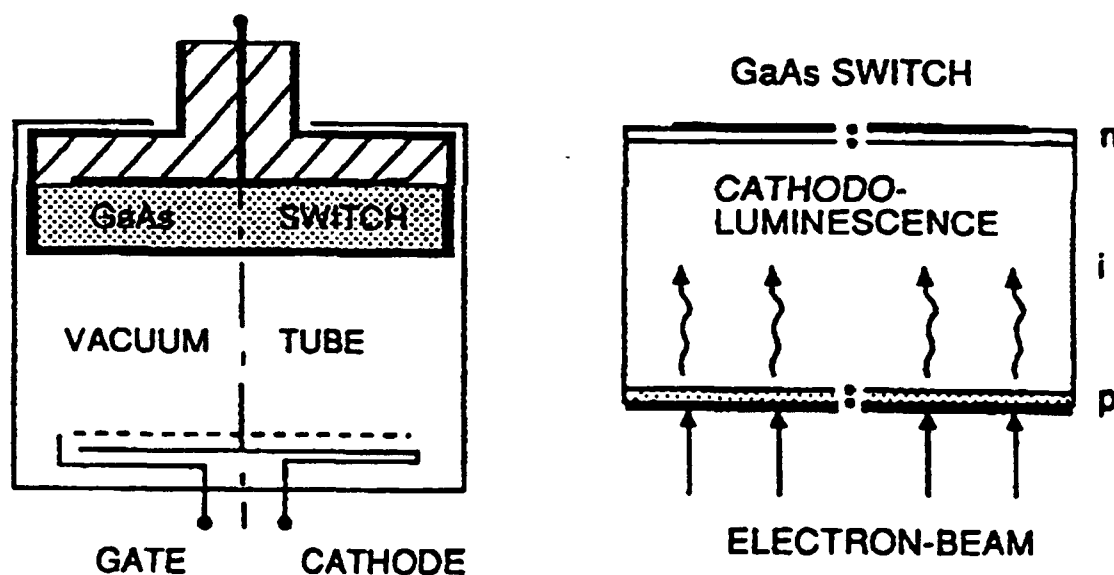 GaAs SWITCH
VACUUM TUBE
GATE CATHODE
GaAs SWITCH
n
CATHODO-
LUMINESCENCE
i
p
ELECTRON-BEAM